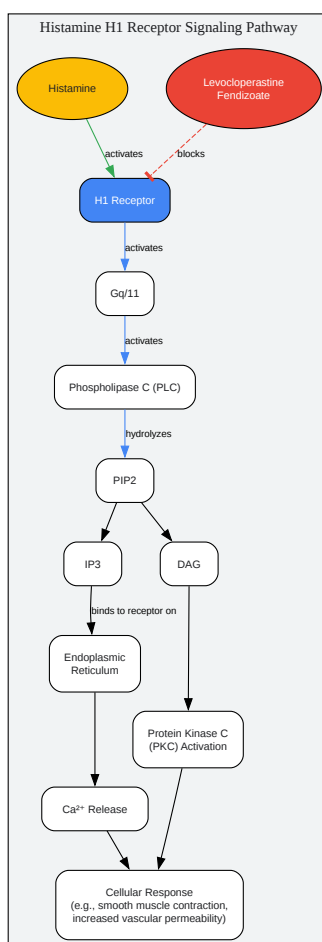 Histamine H1 Receptor Signaling Pathway
Histamine
Levocloperastine
Fendizoate
activates
blocks
H1 Receptor
activates
Gq/11
activates
Phospholipase C (PLC)
hydrolyzes
PIP2
IP3
DAG
binds to receptor on
Endoplasmic
Reticulum
Protein Kinase C
(PKC) Activation
Ca²⁺ Release
Cellular Response
(e.g., smooth muscle contraction,
increased vascular permeability)